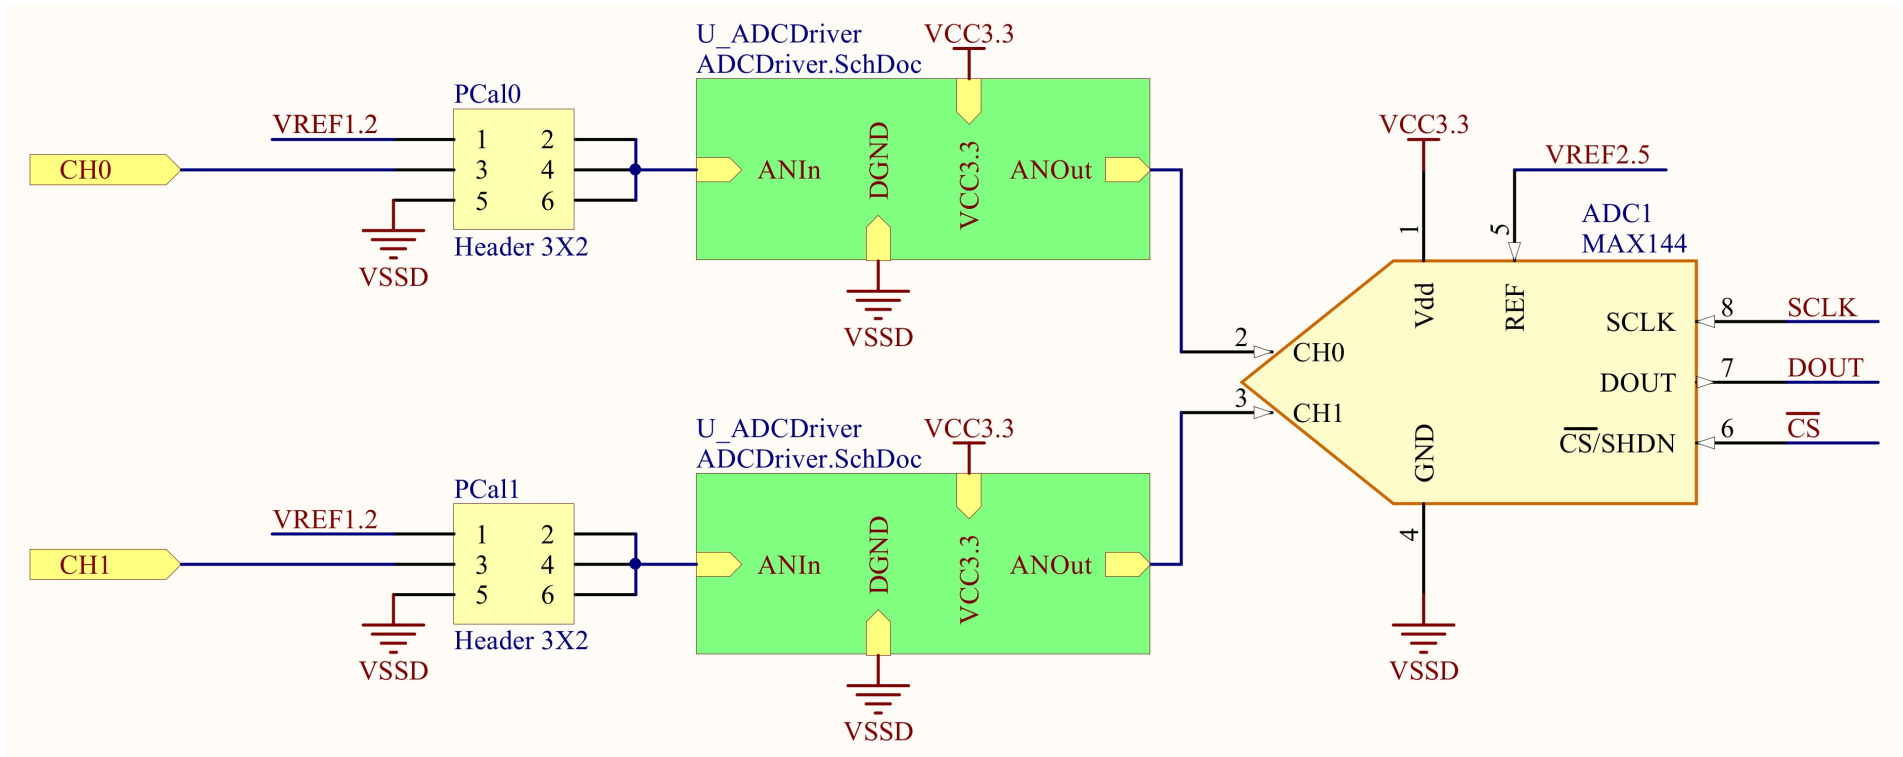 U_ADCDriver
ADCDriver.SchDoc
VCC3.3
PCal0
VREF1.2
CH0
1 2
3 4
5 6
Header 3X2
VSSD
ANIn
DGND
VCC3.3
ANOut
VSSD
VCC3.3
VREF2.5
ADC1
MAX144
1
5
Vdd
REF
2
CH0
3
CH1
GND
4
VSSD
SCLK
8
SCLK
DOUT
7
DOUT
C̅S̅/SHDN
6
C̅S̅
U_ADCDriver
ADCDriver.SchDoc
VCC3.3
PCal1
VREF1.2
CH1
1 2
3 4
5 6
Header 3X2
VSSD
ANIn
DGND
VCC3.3
ANOut
VSSD